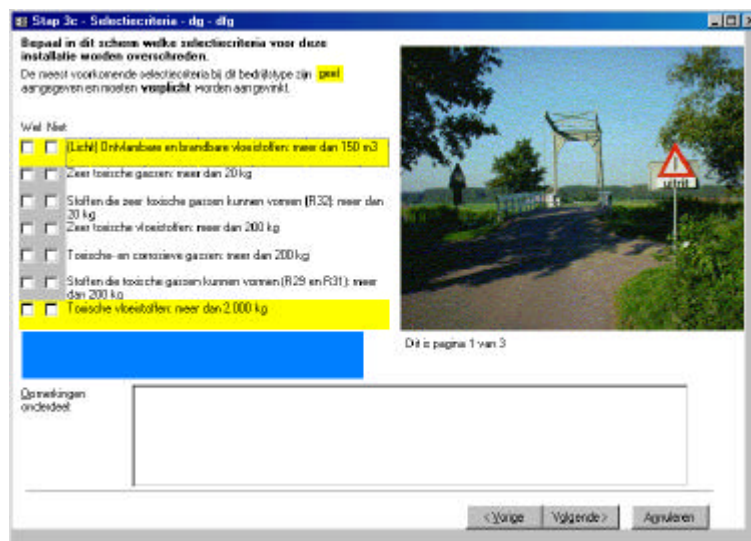 Stap 3c - Selectiecriteria - dg - dfg
Bepaal in dit scherm welke selectiecriteria voor deze
installatie worden overschreden.
De meest voorkomende selectiecriteria bij dit bedrijfstype zijn geel
aangegeven en moeten verplicht worden aangevinkt.
Wel Niet
(Licht) Ontvlambare en brandbare vloeistoffen: meer dan 150 m3
Zeer toxische gassen: meer dan 20 kg
Stoffen die zeer toxische gassen kunnen vormen (R32): meer dan
20 kg
Zeer toxische vloeistoffen: meer dan 200 kg
Toxische- en corrosieve gassen: meer dan 200 kg
Stoffen die toxische gassen kunnen vormen (R29 en R31): meer
dan 200 kg
Toxische vloeistoffen: meer dan 2.000 kg
uitrit
Dit is pagina 1 van 3
Opmerkingen
onderdeel:
< Vorige
Volgende >
Annuleren